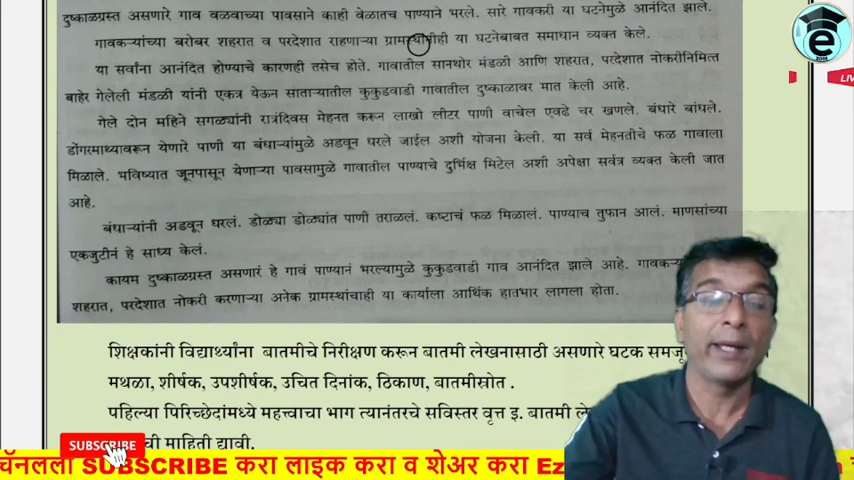 दुष्काळग्रस्त असणारे गाव वळवाच्या पावसाने काही वेळातच पाण्याने भरले. सारे गावकरी या घटनेमुळे आनंदित झाले.
गावकऱ्यांच्या बरोबर शहरात व परदेशात राहणाऱ्या ग्रामस्थांनीही या घटनेबाबत समाधान व्यक्त केले.
या सर्वांना आनंदित होण्याचे कारणही तसेच होते. गावातील सानथोर मंडळी आणि शहरात, परदेशात नोकरीनिमित्त
बाहेर गेलेली मंडळी यांनी एकत्र येऊन साताऱ्यातील कुकुडवाडी गावातील दुष्काळावर मात केली आहे.
गेले दोन महिने सगळ्यांनी रात्रंदिवस मेहनत करून लाखो लीटर पाणी वाचेल एवढे चर खणले. बंधारे बांधले.
डोंगरमाथ्यावरून येणारे पाणी या बंधाऱ्यांमुळे अडवून धरले जाईल अशी योजना केली. या सर्व मेहनतीचे फळ गावाला
मिळाले. भविष्यात जूनपासून येणाऱ्या पावसामुळे गावातील पाण्याचे दुर्भिक्ष मिटेल अशी अपेक्षा सर्वत्र व्यक्त केली जात
आहे.
बंधाऱ्यांनी अडवून धरलं. डोळ्या डोळ्यांत पाणी तराळलं. कष्टाचं फळ मिळालं. पाण्याच तुफान आलं. माणसांच्या
एकजुटीनं हे साध्य केलं.
कायम दुष्काळग्रस्त असणारं हे गावं पाण्यानं भरल्यामुळे कुकुडवाडी गाव आनंदित झाले आहे. गावकऱ्
शहरात, परदेशात नोकरी करणाऱ्या अनेक ग्रामस्थांचाही या कार्याला आर्थिक हातभार लागला होता.
शिक्षकांनी विद्यार्थ्यांना बातमीचे निरीक्षण करून बातमी लेखनासाठी असणारे घटक समजू
मथळा, शीर्षक, उपशीर्षक, उचित दिनांक, ठिकाण, बातमीस्रोत .
पहिल्या पिरिच्छेदांमध्ये महत्त्वाचा भाग त्यानंतरचे सविस्तर वृत्त इ. बातमी ले
ची माहिती द्यावी.
SUBSCRIBE
चॅनलला SUBSCRIBE करा लाइक करा व शेअर करा Ez
e
LIV